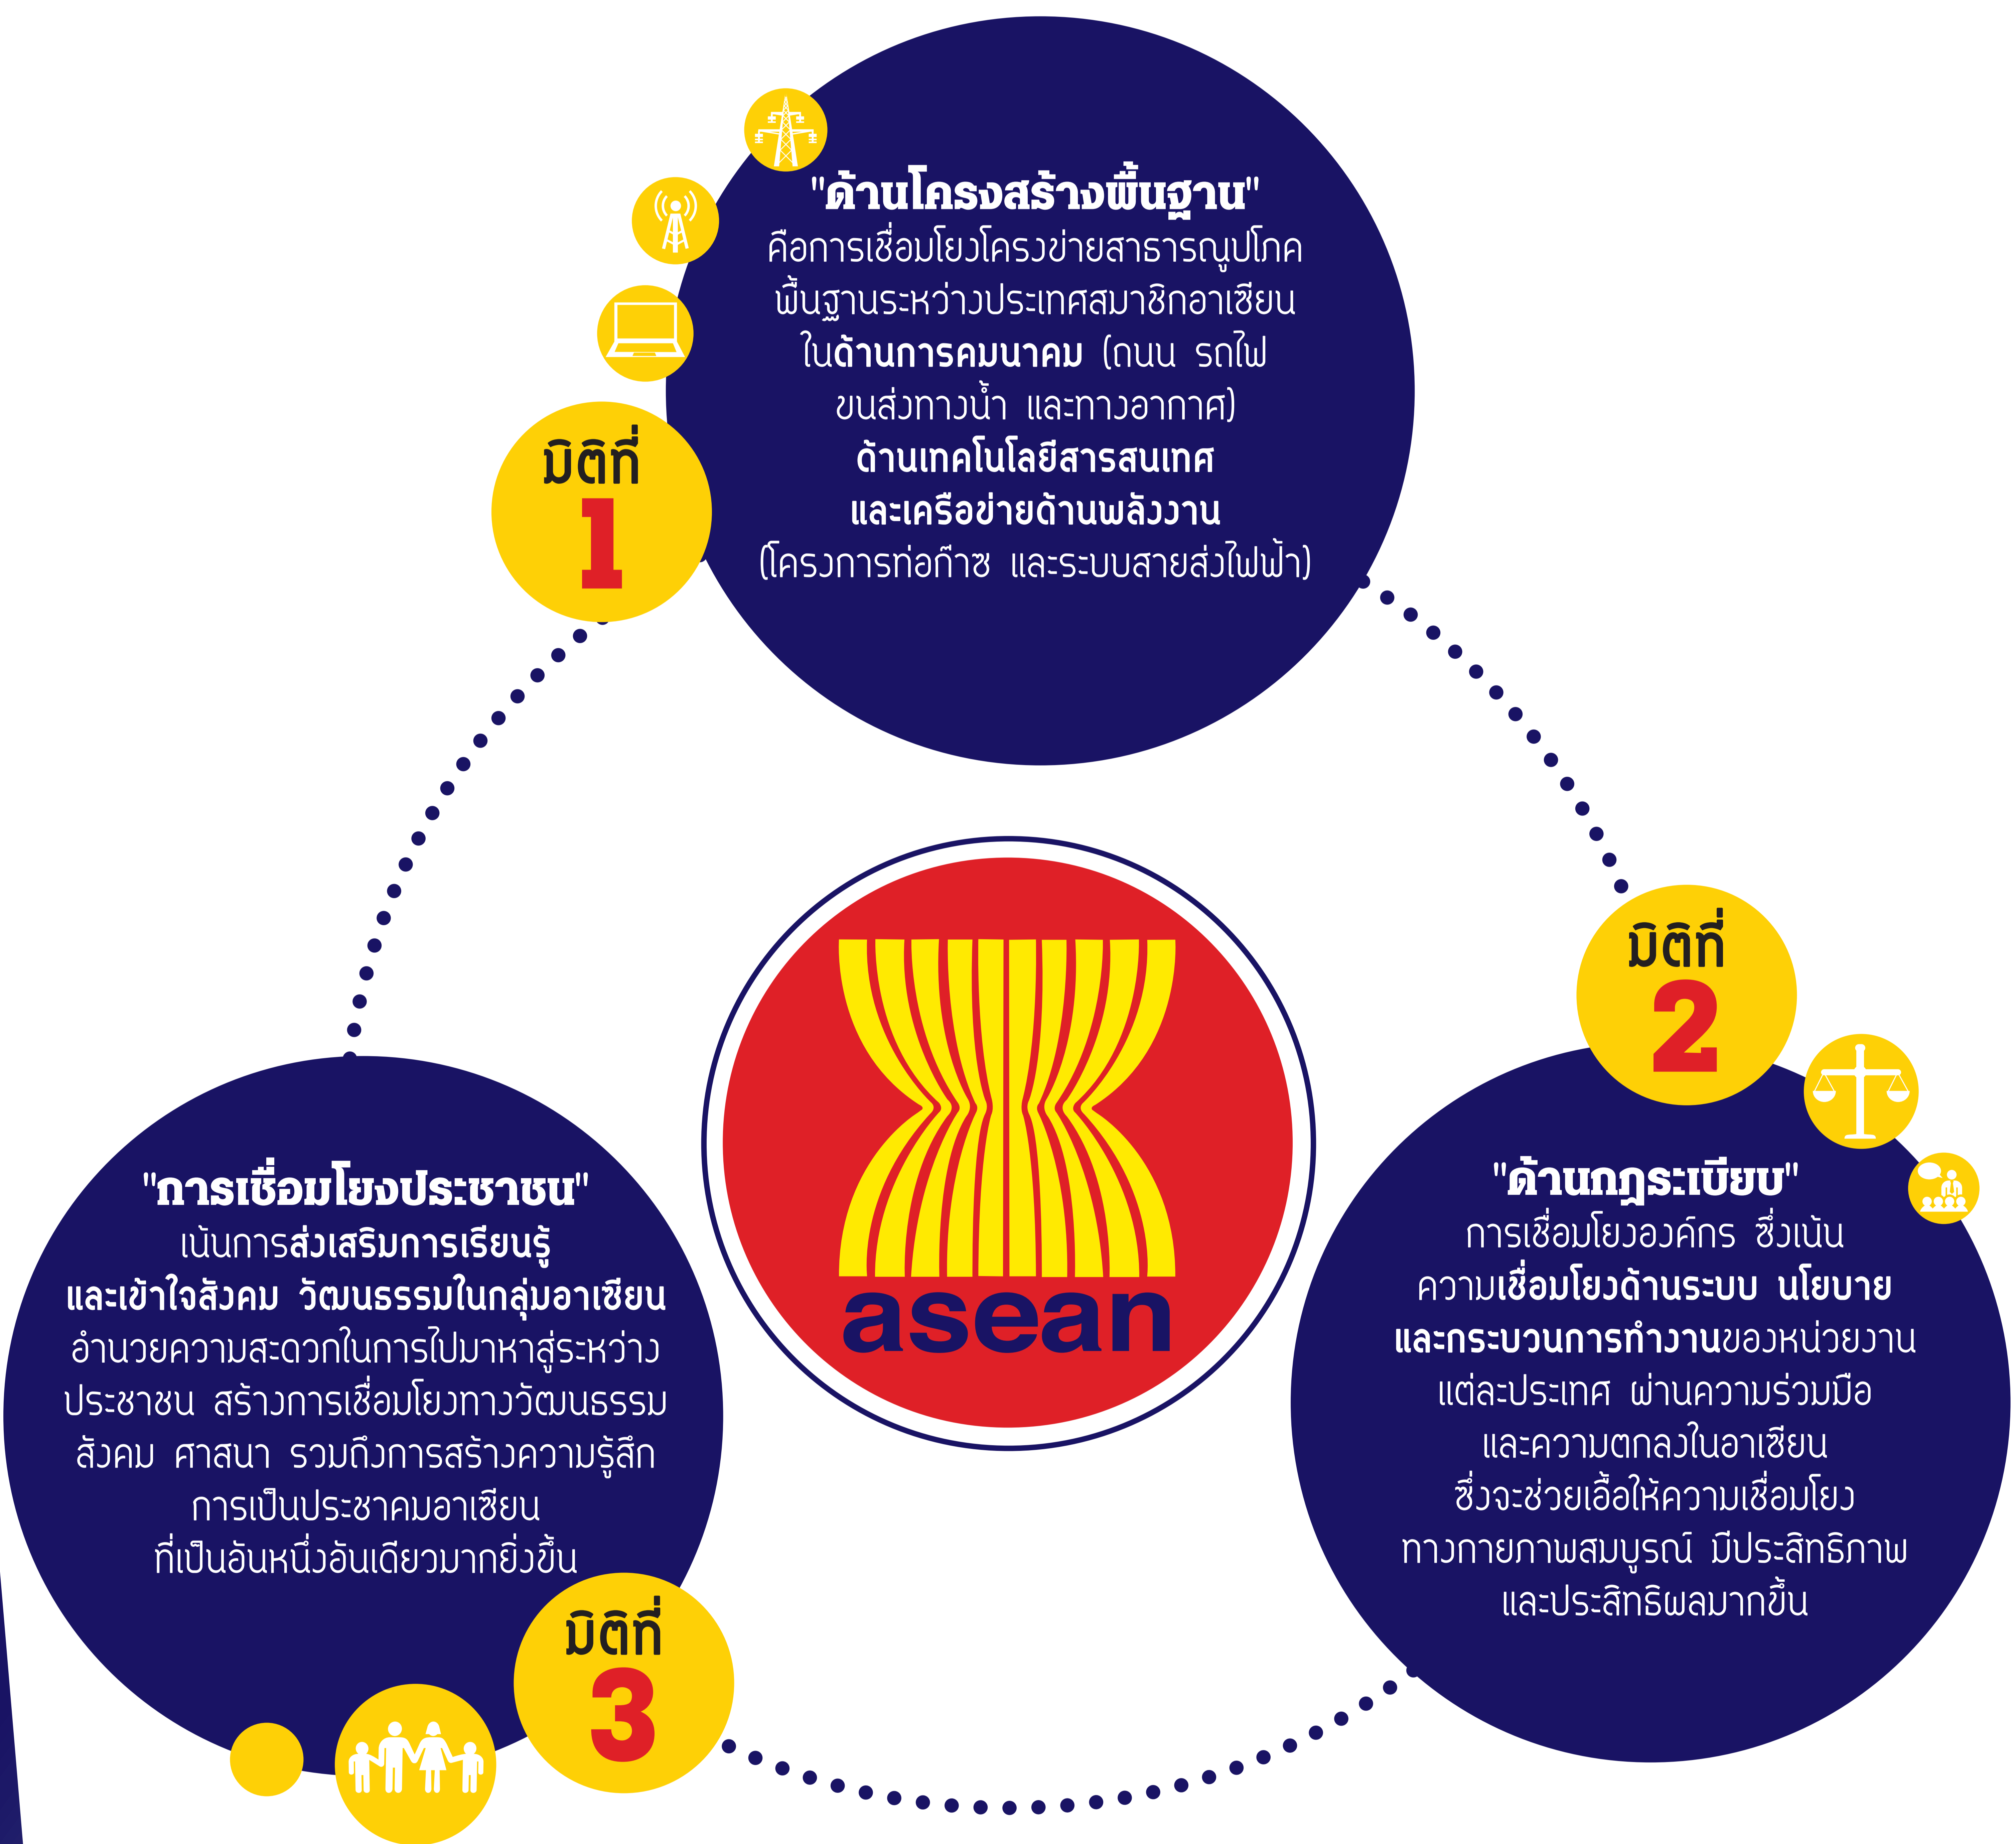 มิติที่
1
"ด้านโครงสร้างพื้นฐาน"
คือการเชื่อมโยงโครงข่ายสาธารณูปโภค
พื้นฐานระหว่างประเทศสมาชิกอาเซียน
ในด้านการคมนาคม (ถนน รถไฟ
ขนส่งทางน้ำ และทางอากาศ)
ด้านเทคโนโลยีสารสนเทศ
และเครือข่ายด้านพลังงาน
(โครงการท่อก๊าซ และระบบสายส่งไฟฟ้า)
มิติที่
2
"ด้านกฎระเบียบ"
การเชื่อมโยงองค์กร ซึ่งเน้น
ความเชื่อมโยงด้านระบบ นโยบาย
และกระบวนการทำงานของหน่วยงาน
แต่ละประเทศ ผ่านความร่วมมือ
และความตกลงในอาเซียน
ซึ่งจะช่วยเอื้อให้ความเชื่อมโยง
ทางกายภาพสมบูรณ์ มีประสิทธิภาพ
และประสิทธิผลมากขึ้น
asean
"การเชื่อมโยงประชาชน"
เน้นการส่งเสริมการเรียนรู้
และเข้าใจสังคม วัฒนธรรมในกลุ่มอาเซียน
อำนวยความสะดวกในการไปมาหาสู่ระหว่าง
ประชาชน สร้างการเชื่อมโยงทางวัฒนธรรม
สังคม ศาสนา รวมถึงการสร้างความรู้สึก
การเป็นประชาคมอาเซียน
ที่เป็นอันหนึ่งอันเดียวมากยิ่งขึ้น
มิติที่
3